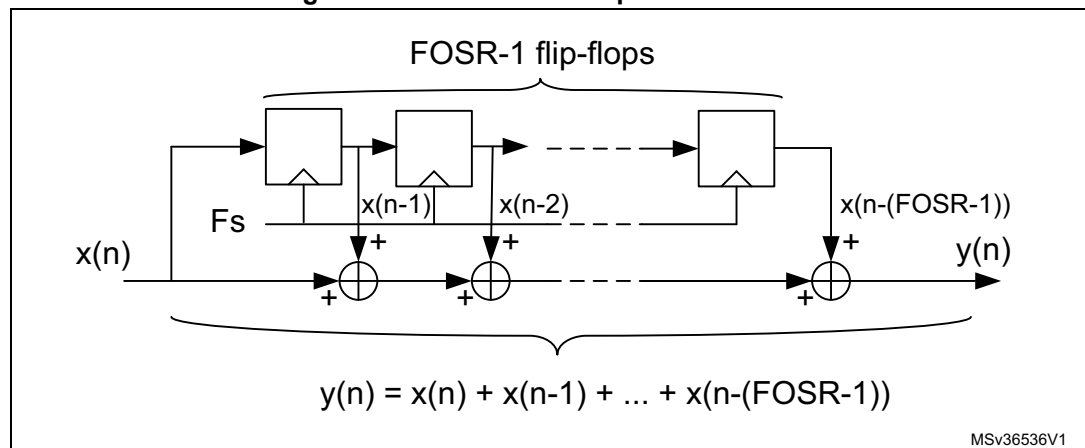 FOSR-1 flip-flops
Fs
x(n-1)
x(n-2)
x(n-(FOSR-1))
+
+
+
x(n)
y(n)
+
+
+
y(n) = x(n) + x(n-1) + ... + x(n-(FOSR-1))
MSv36536V1